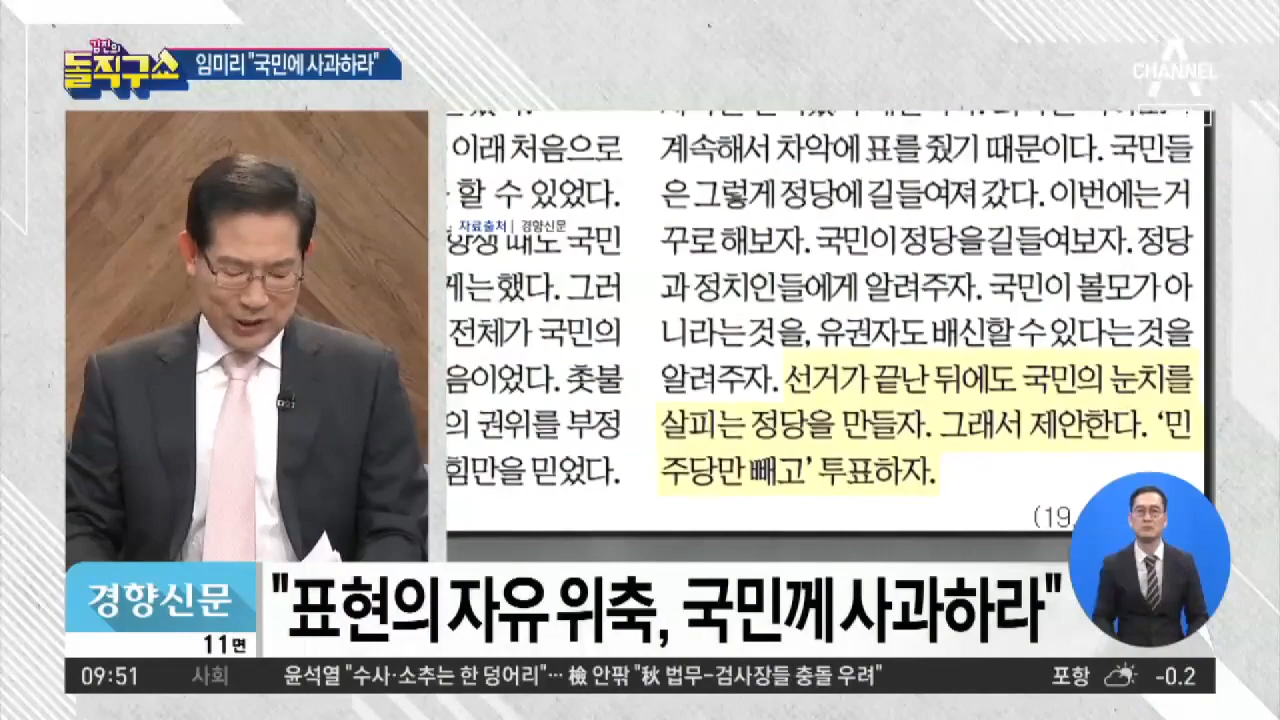 김진의
돌직구쇼
임미리 "국민에 사과하라"
CHANNEL A
이래 처음으로
할 수 있었다.
자료출처 | 경향신문
때도 국민
게는 했다. 그러
전체가 국민의
음이었다. 촛불
의 권위를 부정
힘만을 믿었다.
계속해서 차악에 표를 줬기 때문이다. 국민들
은 그렇게 정당에 길들여져 갔다. 이번에는 거
꾸로 해보자. 국민이 정당을 길들여보자. 정당
과 정치인들에게 알려주자. 국민이 볼모가 아
니라는 것을, 유권자도 배신할 수 있다는 것을
알려주자. 선거가 끝난 뒤에도 국민의 눈치를
살피는 정당을 만들자. 그래서 제안한다. ‘민
주당만 빼고’ 투표하자.
(19.
경향신문
11면
"표현의 자유 위축, 국민께 사과하라"
09:51 사회 윤석열 "수사·소추는 한 덩어리"… 檢 안팎 "秋 법무-검사장들 충돌 우려" 포항 -0.2